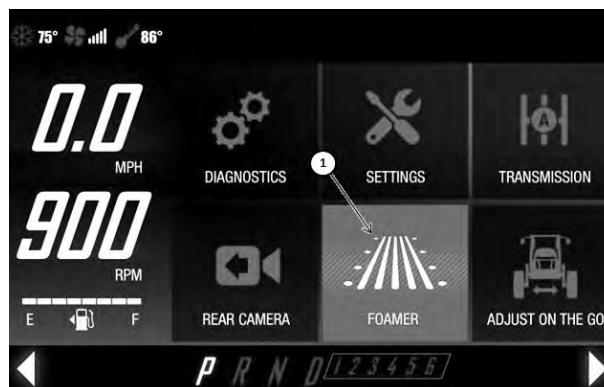 75° 86°
0.0
MPH
900
RPM
E F
DIAGNOSTICS SETTINGS TRANSMISSION
A
1
REAR CAMERA FOAMER ADJUST ON THE GO
P R N D 1 2 3 4 5 6